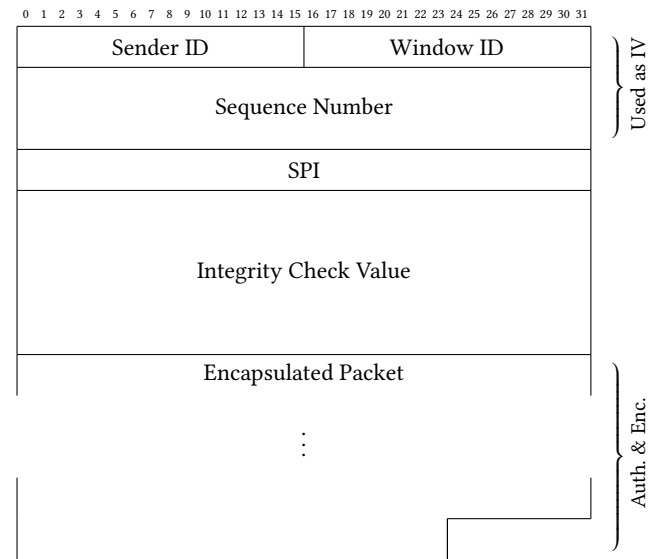 0 1 2 3 4 5 6 7 8 9 10 11 12 13 14 15 16 17 18 19 20 21 22 23 24 25 26 27 28 29 30 31
Sender ID Window ID
Used as IV
Sequence Number
SPI
Integrity Check Value
Encapsulated Packet
⋮
Auth. & Enc.